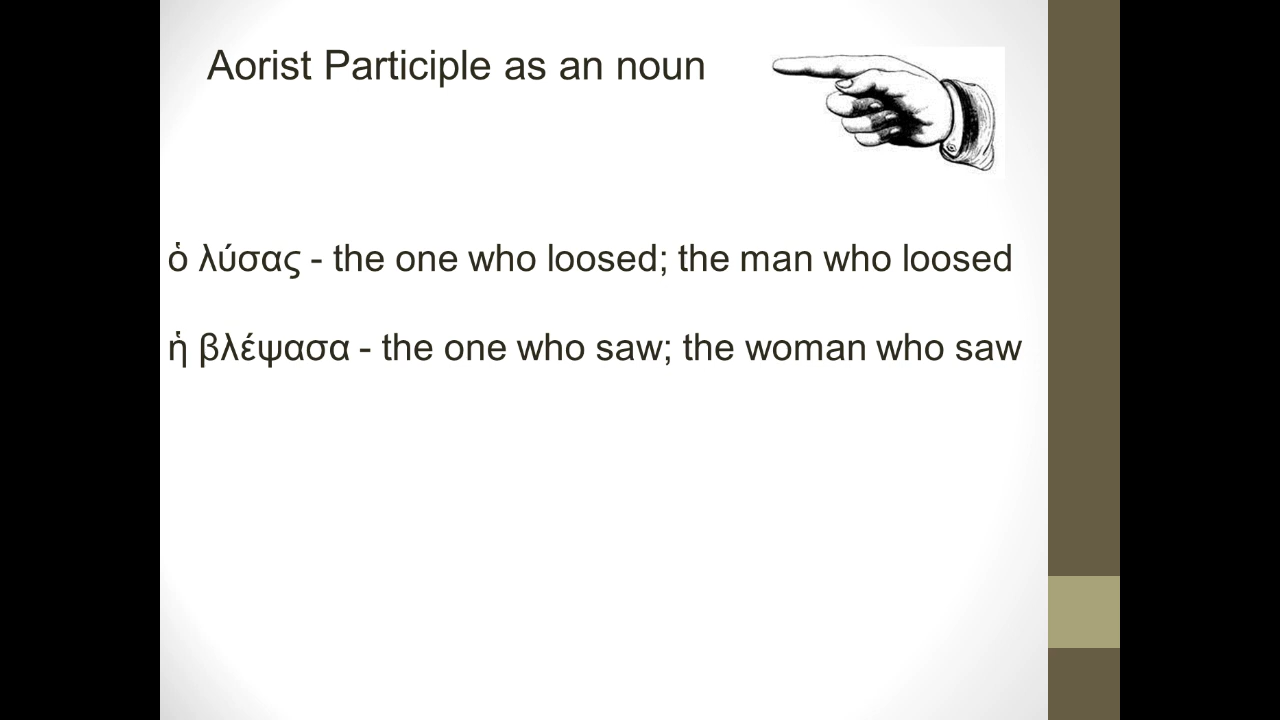 Aorist Participle as an noun
ὁ λύσας - the one who loosed; the man who loosed
ἡ βλέψασα - the one who saw; the woman who saw